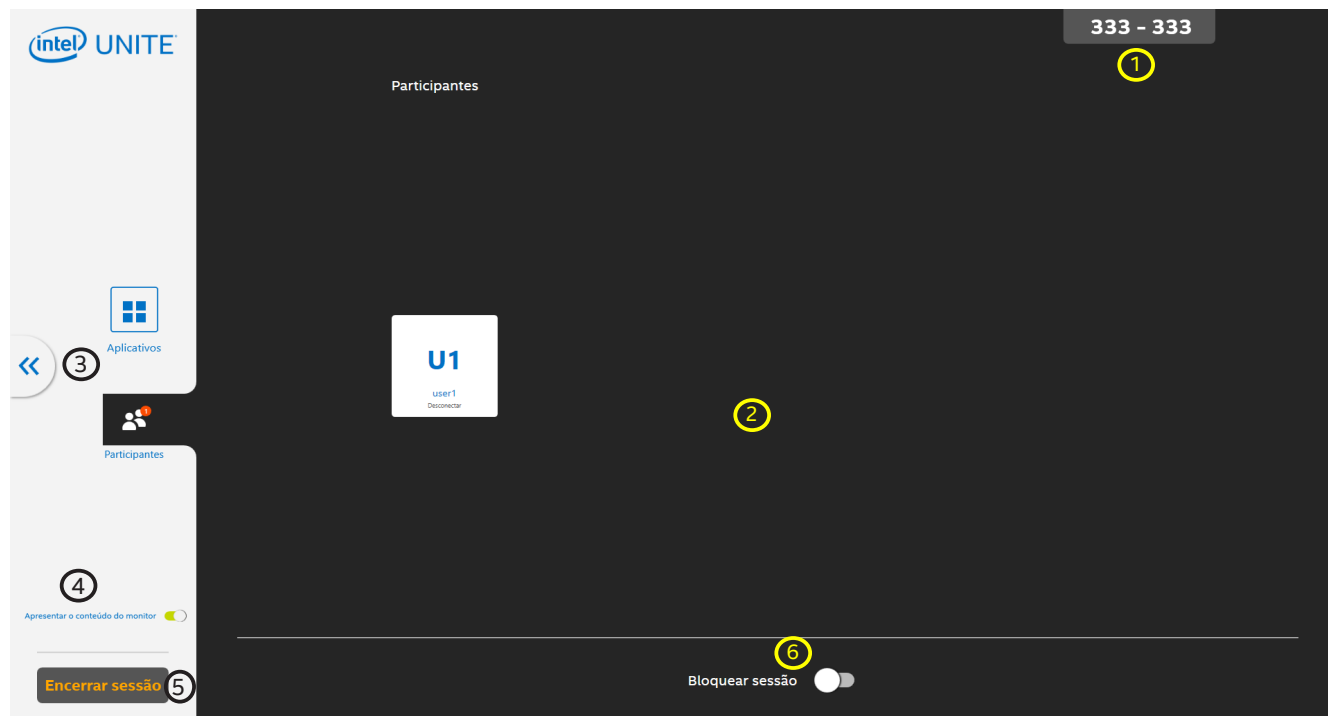 intel UNITE
333 - 333
1
Participantes
Aplicativos
3
U1
user1
Desconectar
2
1
Participantes
4
Apresentar o conteúdo do monitor
6
Encerrar sessão
5
Bloquear sessão